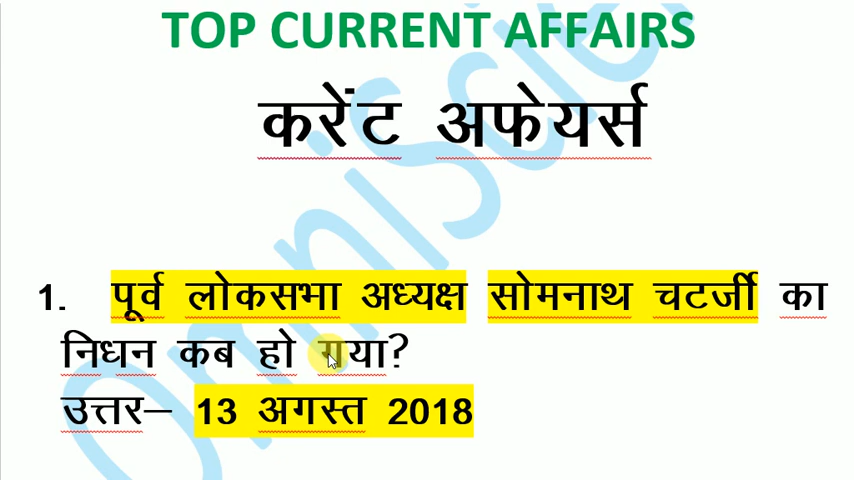 TOP CURRENT AFFAIRS
करेंट अफेयर्स
1. पूर्व लोकसभा अध्यक्ष सोमनाथ चटर्जी का
निधन कब हो गया?
उत्तर– 13 अगस्त 2018
OmniScien